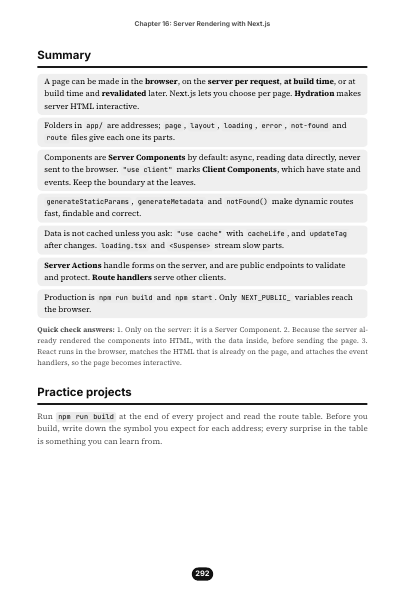 Chapter 16: Server Rendering with Next.js
Summary
A page can be made in the browser, on the server per request, at build time, or at
build time and revalidated later. Next.js lets you choose per page. Hydration makes
server HTML interactive.
Folders in app/ are addresses; page, layout, loading, error, not-found and
route files give each one its parts.
Components are Server Components by default: async, reading data directly, never
sent to the browser. "use client" marks Client Components, which have state and
events. Keep the boundary at the leaves.
generateStaticParams, generateMetadata and notFound() make dynamic routes
fast, findable and correct.
Data is not cached unless you ask: "use cache" with cacheLife, and updateTag
after changes. loading.tsx and <Suspense> stream slow parts.
Server Actions handle forms on the server, and are public endpoints to validate
and protect. Route handlers serve other clients.
Production is npm run build and npm start. Only NEXT_PUBLIC_ variables reach
the browser.
Quick check answers: 1. Only on the server: it is a Server Component. 2. Because the server al-
ready rendered the components into HTML, with the data inside, before sending the page. 3.
React runs in the browser, matches the HTML that is already on the page, and attaches the event
handlers, so the page becomes interactive.
Practice projects
Run npm run build at the end of every project and read the route table. Before you
build, write down the symbol you expect for each address; every surprise in the table
is something you can learn from.
292